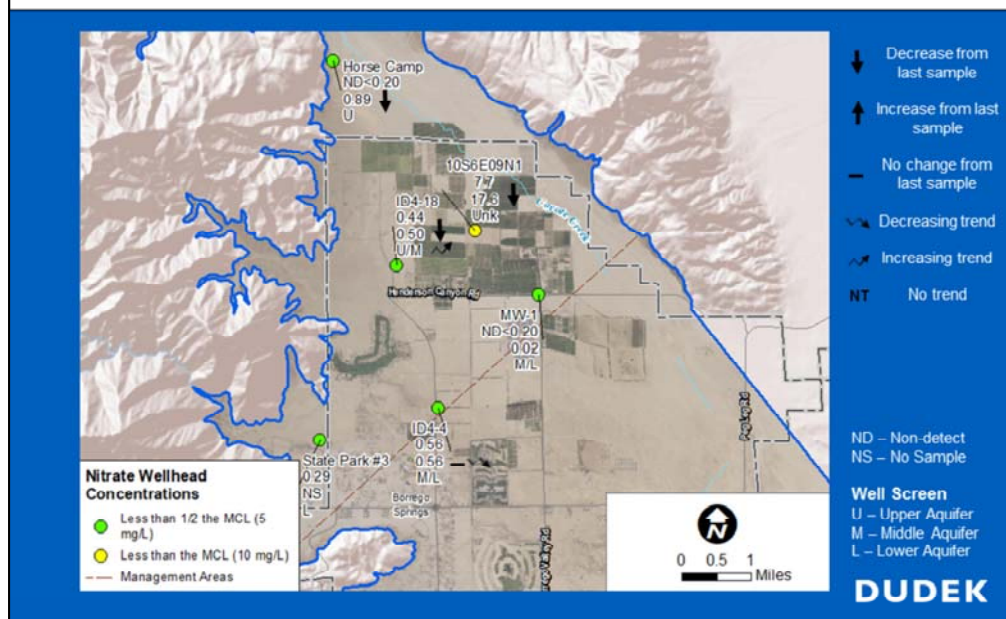 Horse Camp
ND<0.20
0.89
U
10S6E09N1
7.7
17.6
Unk
ID4-18
0.44
0.50
U/M
Henderson Canyon Rd
MW-1
ND<0.20
0.02
M/L
ID4-4
0.56
0.56
M/L
State Park #3
0.29
NS
L
Borrego
Springs
Peg Leg Rd
Nitrate Wellhead
Concentrations
Less than 1/2 the MCL (5
mg/L)
Less than the MCL (10 mg/L)
Management Areas
N
0 0.5 1
Miles
Decrease from
last sample
Increase from last
sample
No change from
last sample
Decreasing trend
Increasing trend
NT No trend
ND – Non-detect
NS – No Sample
Well Screen
U – Upper Aquifer
M – Middle Aquifer
L – Lower Aquifer
DUDEK